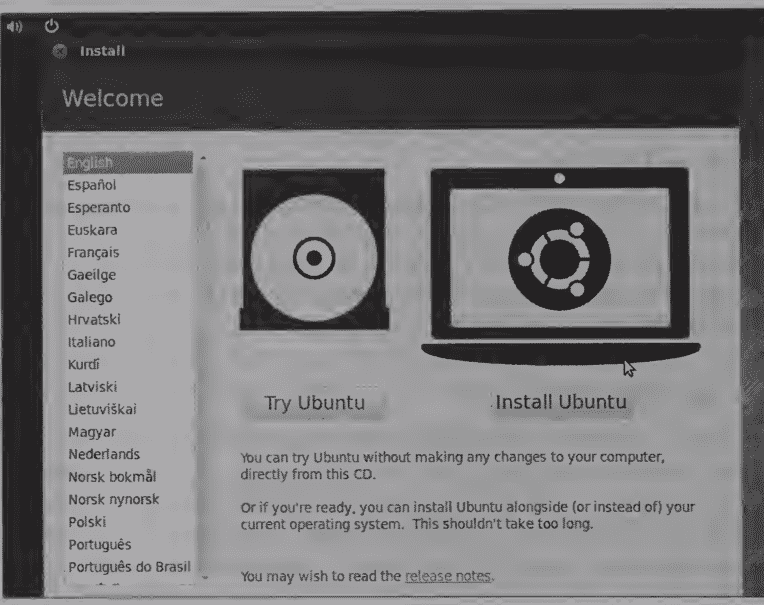 Install
Welcome
English
Español
Esperanto
Euskara
Français
Gaeilge
Galego
Hrvatski
Italiano
Kurdî
Latviski
Lietuviškai
Magyar
Nederlands
Norsk bokmål
Norsk nynorsk
Polski
Português
Português do Brasil
Try Ubuntu
Install Ubuntu
You can try Ubuntu without making any changes to your computer,
directly from this CD.
Or if you're ready, you can install Ubuntu alongside (or instead of) your
current operating system. This shouldn't take too long.
You may wish to read the release notes.